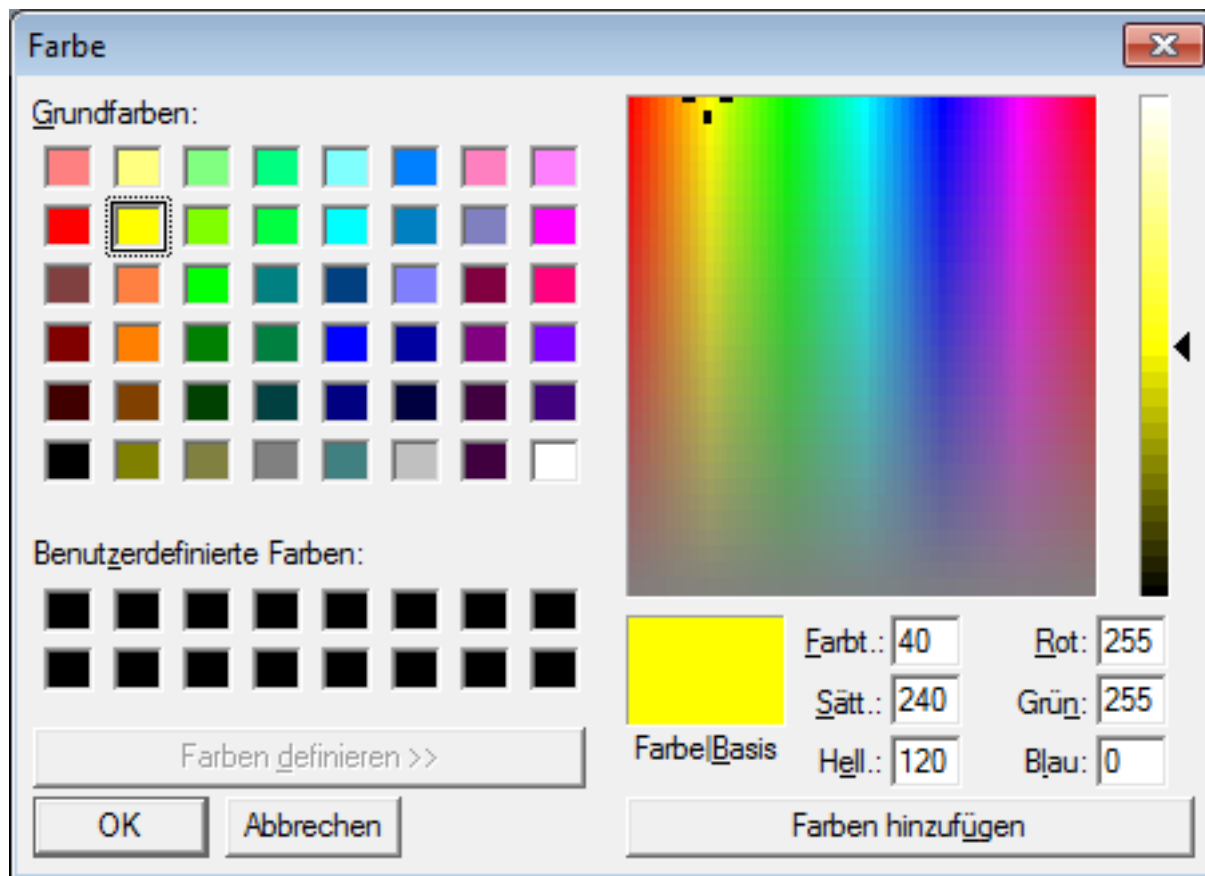 Farbe
Grundfarben:
Benutzerdefinierte Farben:
Farben definieren >>
OK
Abbrechen
Farbe|Basis
Farbt.: 40
Sätt.: 240
Hell.: 120
Rot: 255
Grün: 255
Blau: 0
Farben hinzufügen